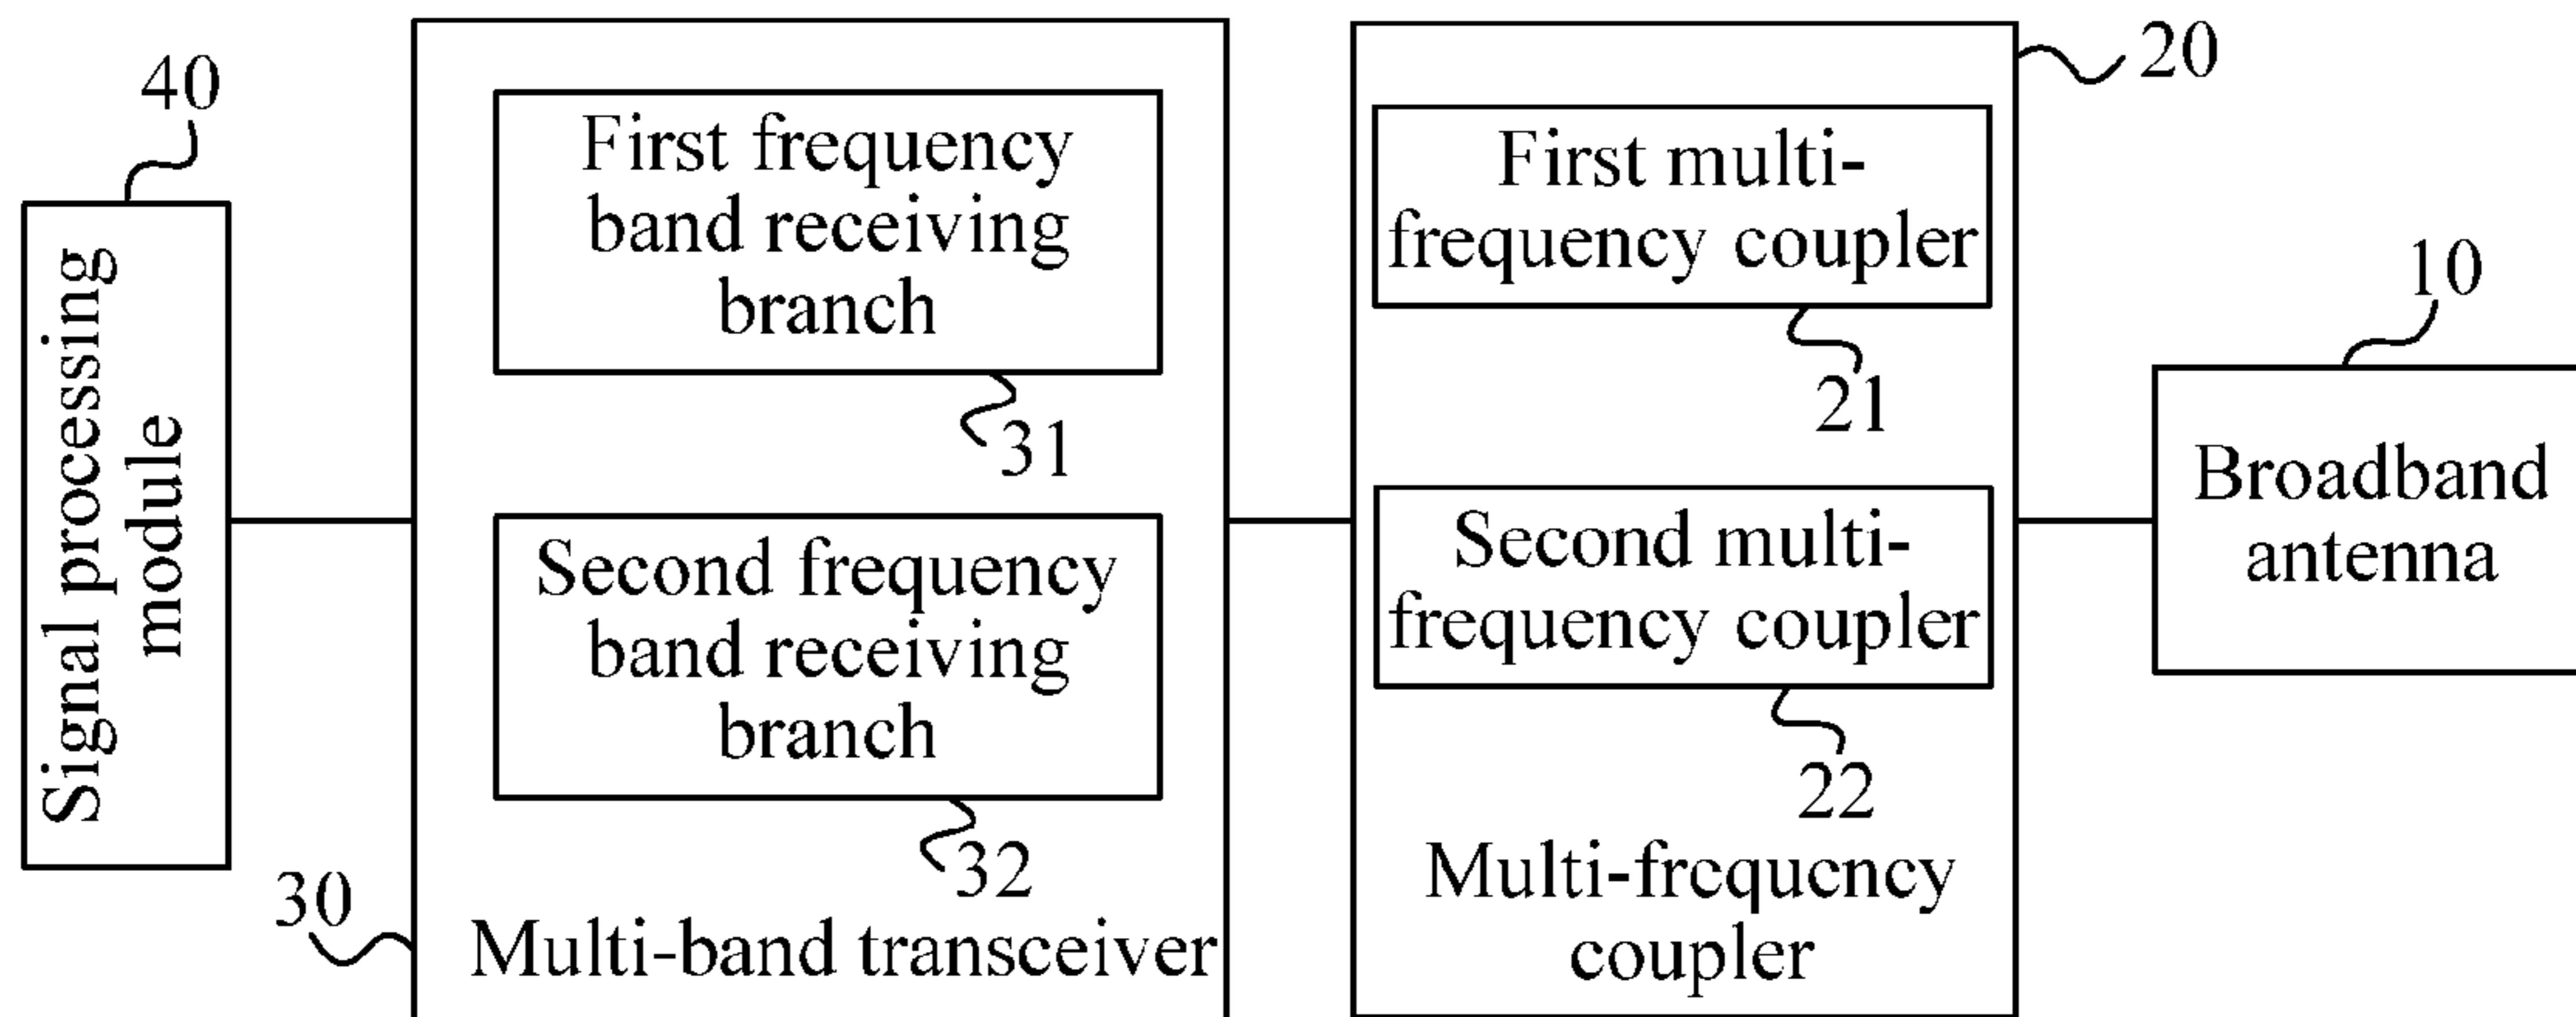 40
Signal processing
module
30
First frequency
band receiving
branch
31
Second frequency
band receiving
branch
32
Multi-band transceiver
20
First multi-
frequency coupler
21
Second multi-
frequency coupler
22
Multi-frequency
coupler
10
Broadband
antenna